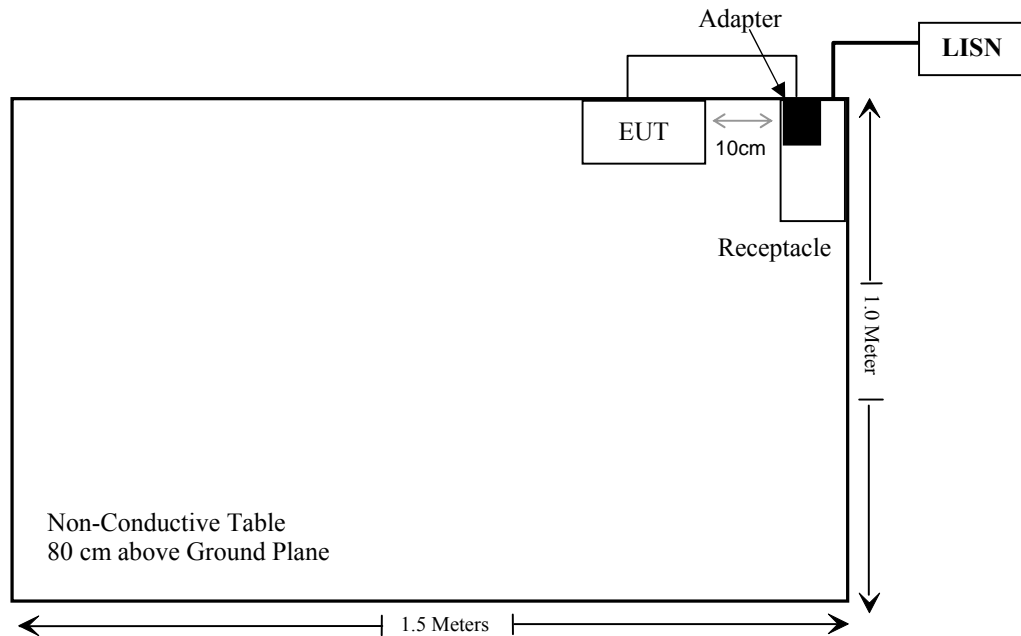 Adapter
LISN
EUT
10cm
Receptacle
1.0 Meter
Non-Conductive Table
80 cm above Ground Plane
1.5 Meters